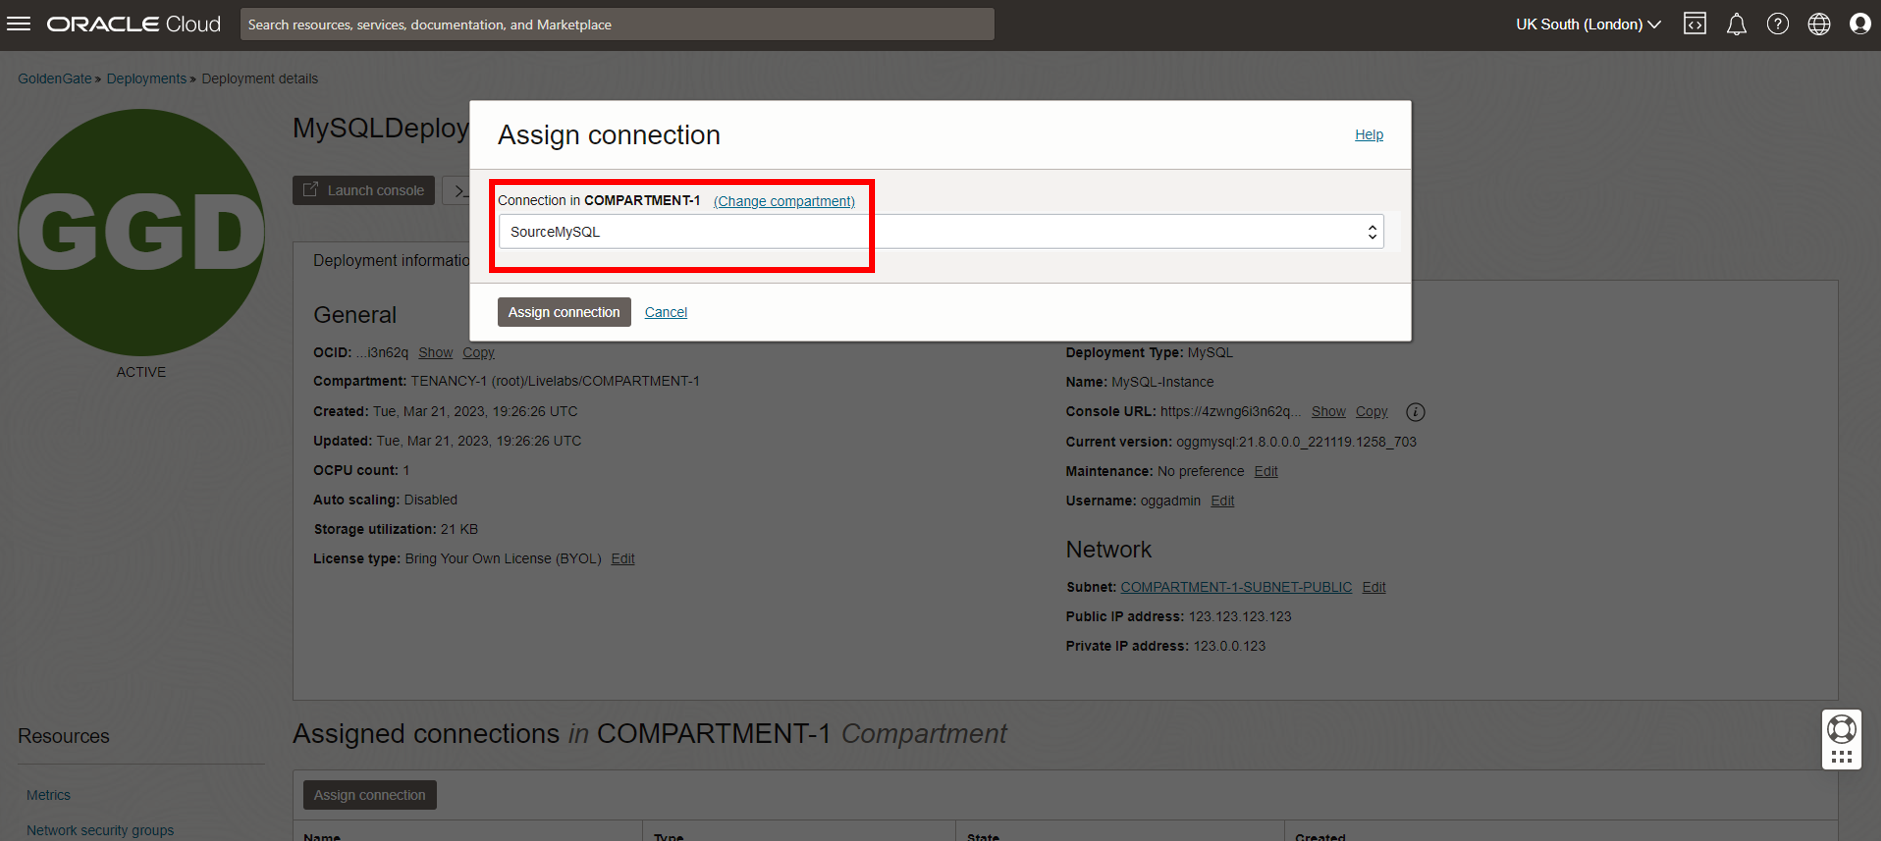 ORACLE Cloud
Search resources, services, documentation, and Marketplace
UK South (London)
GoldenGate » Deployments » Deployment details
GGD
ACTIVE
MySQLDeploy
Launch console
>_
Assign connection
Help
Connection in COMPARTMENT-1 (Change compartment)
SourceMySQL
Assign connection Cancel
Deployment informatio
General
OCID: ...i3n62q Show Copy
Compartment: TENANCY-1 (root)/Livelabs/COMPARTMENT-1
Created: Tue, Mar 21, 2023, 19:26:26 UTC
Updated: Tue, Mar 21, 2023, 19:26:26 UTC
OCPU count: 1
Auto scaling: Disabled
Storage utilization: 21 KB
License type: Bring Your Own License (BYOL) Edit
Deployment Type: MySQL
Name: MySQL-Instance
Console URL: https://4zwng6i3n62q... Show Copy
Current version: oggmysql:21.8.0.0.0_221119.1258_703
Maintenance: No preference Edit
Username: oggadmin Edit
Network
Subnet: COMPARTMENT-1-SUBNET-PUBLIC Edit
Public IP address: 123.123.123.123
Private IP address: 123.0.0.123
Resources
Metrics
Network security groups
Assigned connections in COMPARTMENT-1 Compartment
Assign connection
Name Type State Created